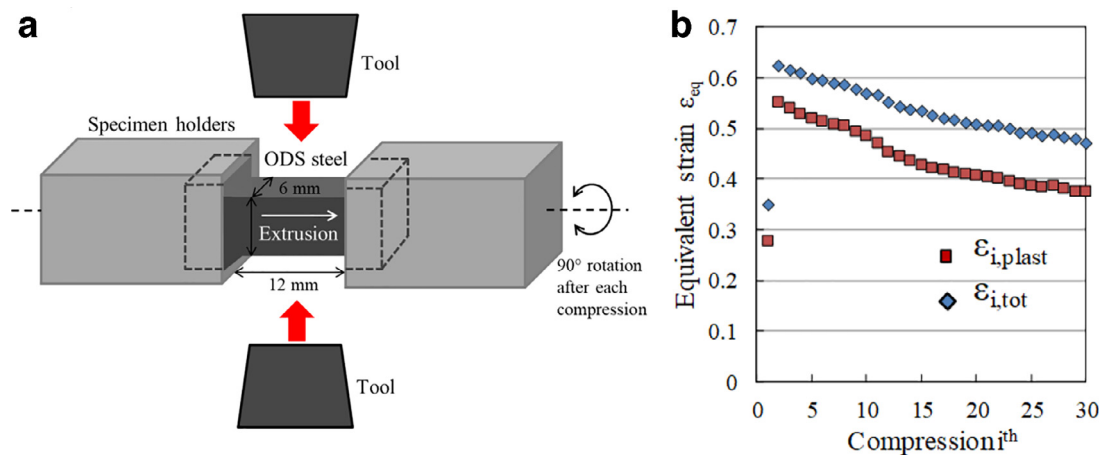 a
Tool
Specimen holders
ODS steel
6 mm
Extrusion
12 mm
90° rotation
after each
compression
Tool
b
Equivalent strain εeq
0.7
0.6
0.5
0.4
0.3
0.2
0.1
0
εi,plast
εi,tot
0 5 10 15 20 25 30
Compressioni^th